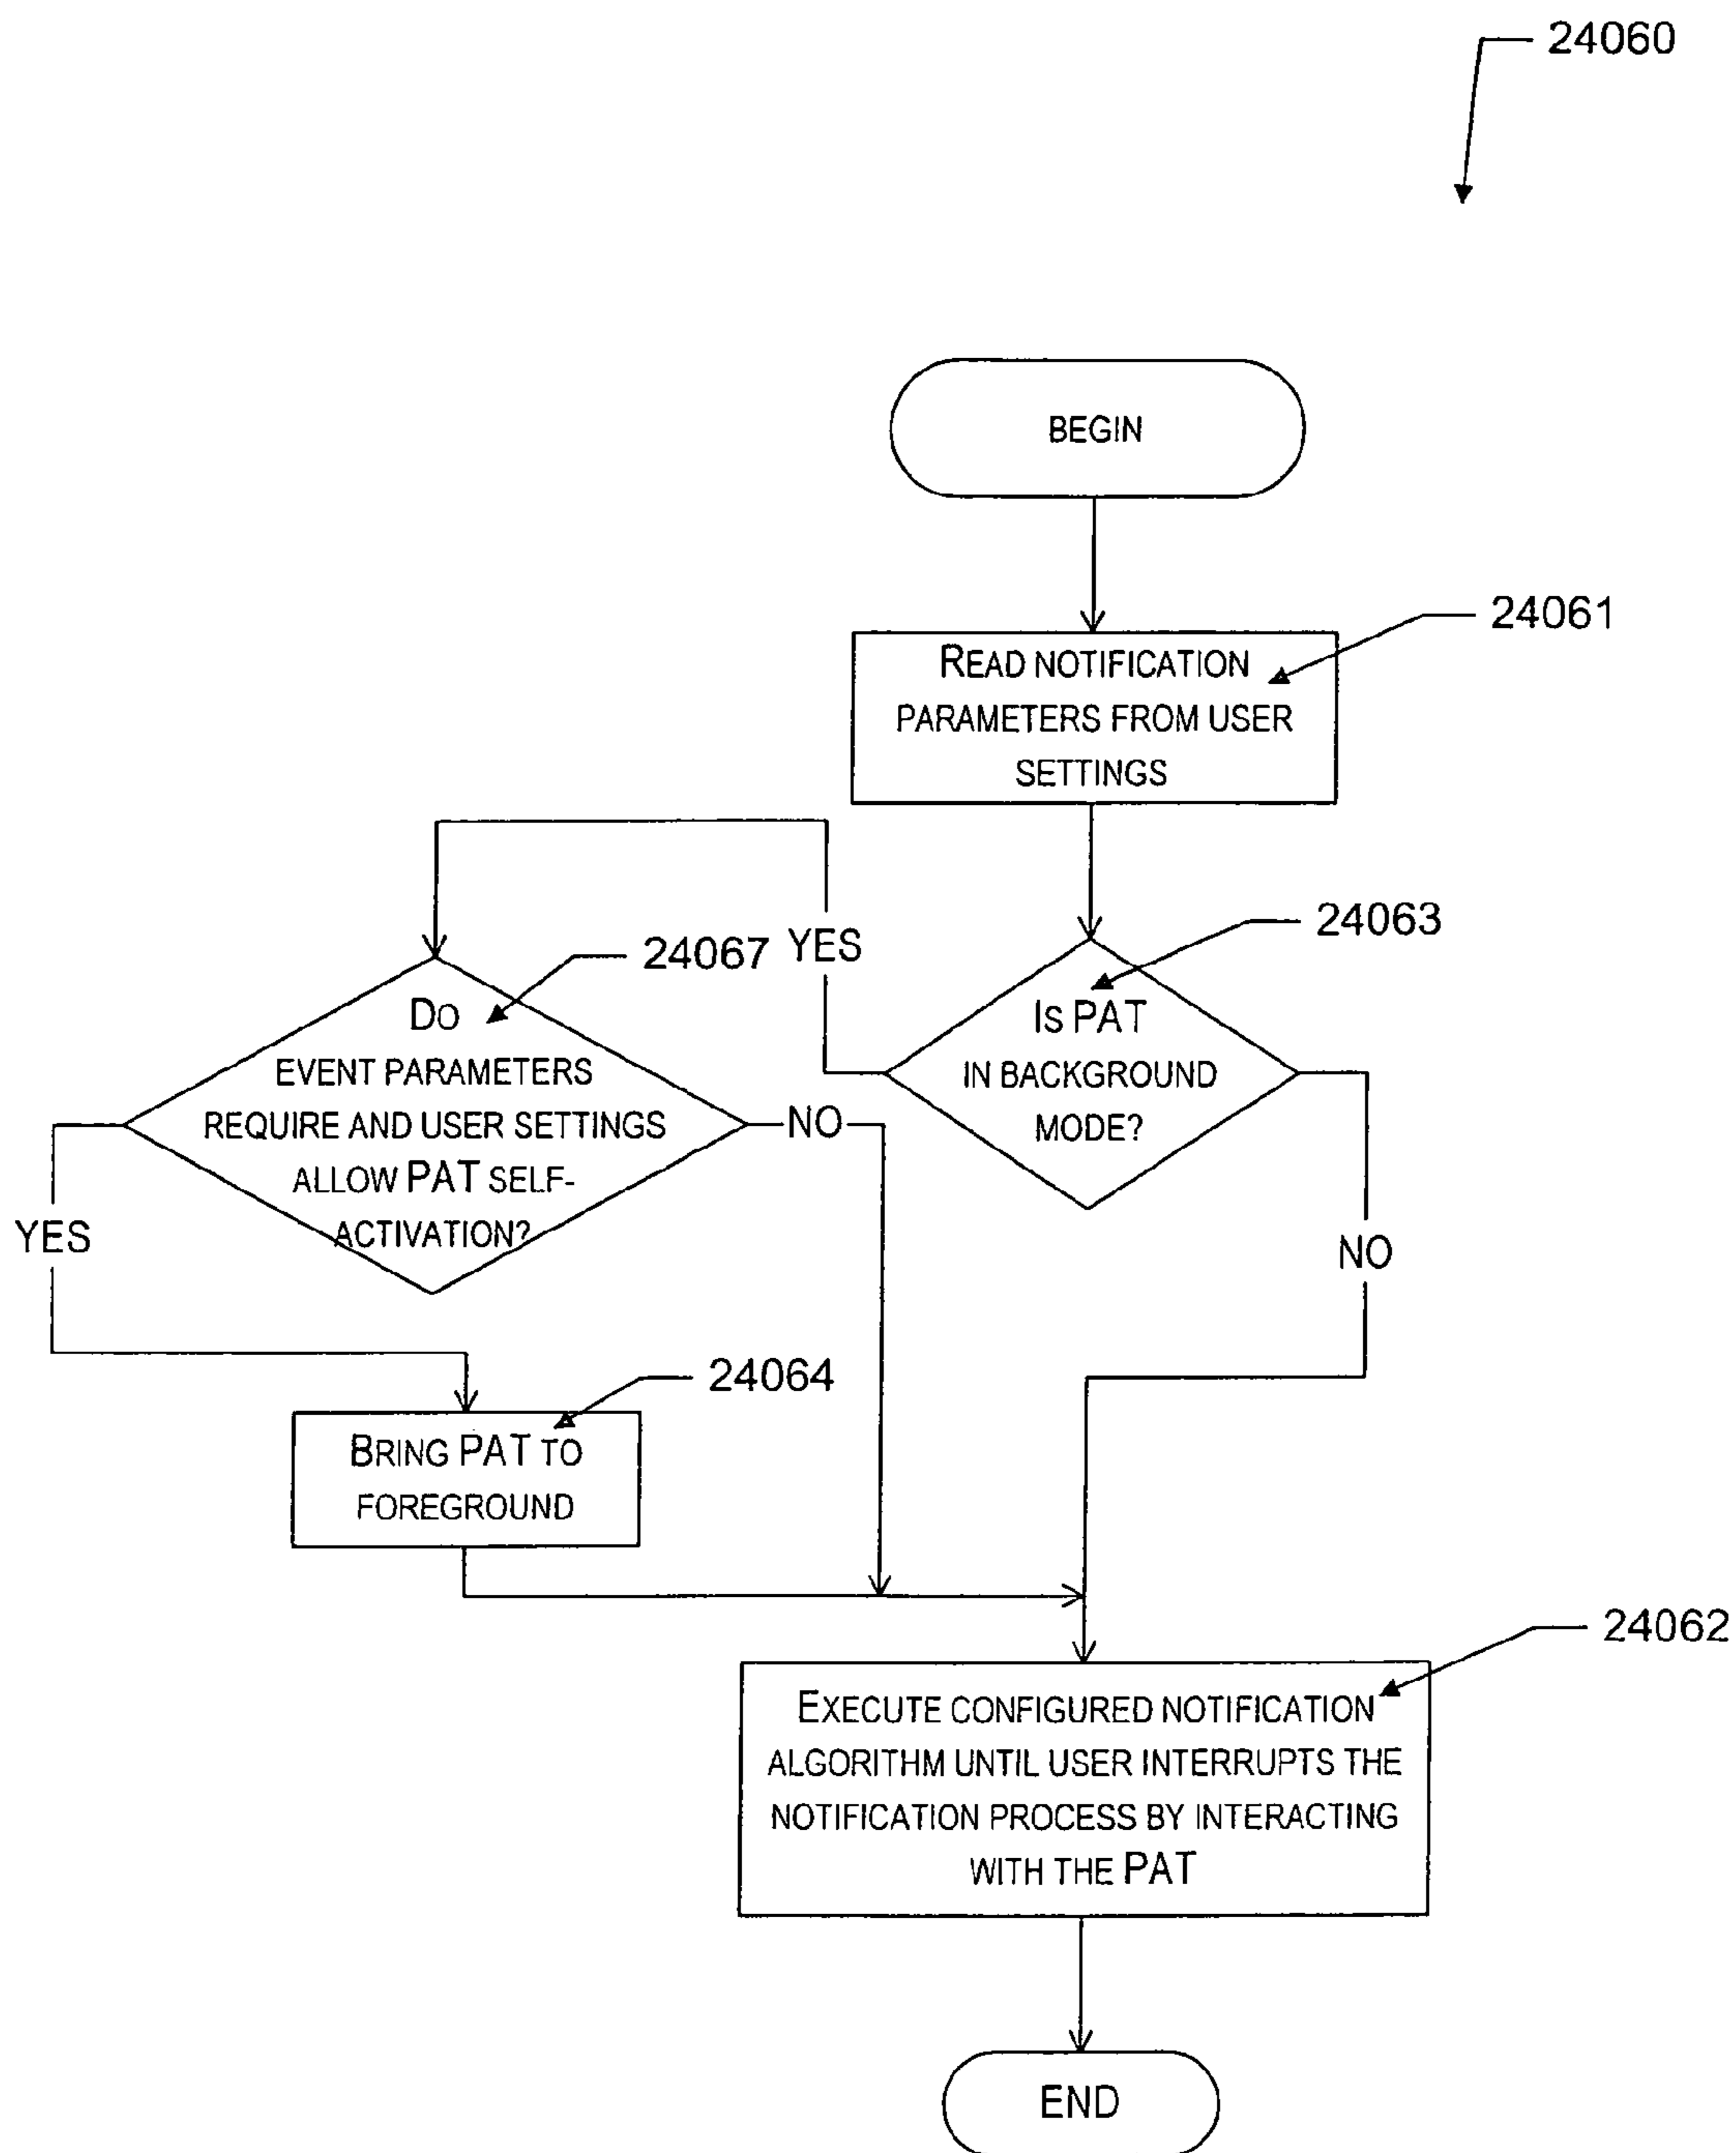 24060
BEGIN
24061
READ NOTIFICATION
PARAMETERS FROM USER
SETTINGS
24063
IS PAT
IN BACKGROUND
MODE?
YES
NO
24067
DO
EVENT PARAMETERS
REQUIRE AND USER SETTINGS
ALLOW PAT SELF-
ACTIVATION?
NO
YES
24064
BRING PAT TO
FOREGROUND
24062
EXECUTE CONFIGURED NOTIFICATION
ALGORITHM UNTIL USER INTERRUPTS THE
NOTIFICATION PROCESS BY INTERACTING
WITH THE PAT
END